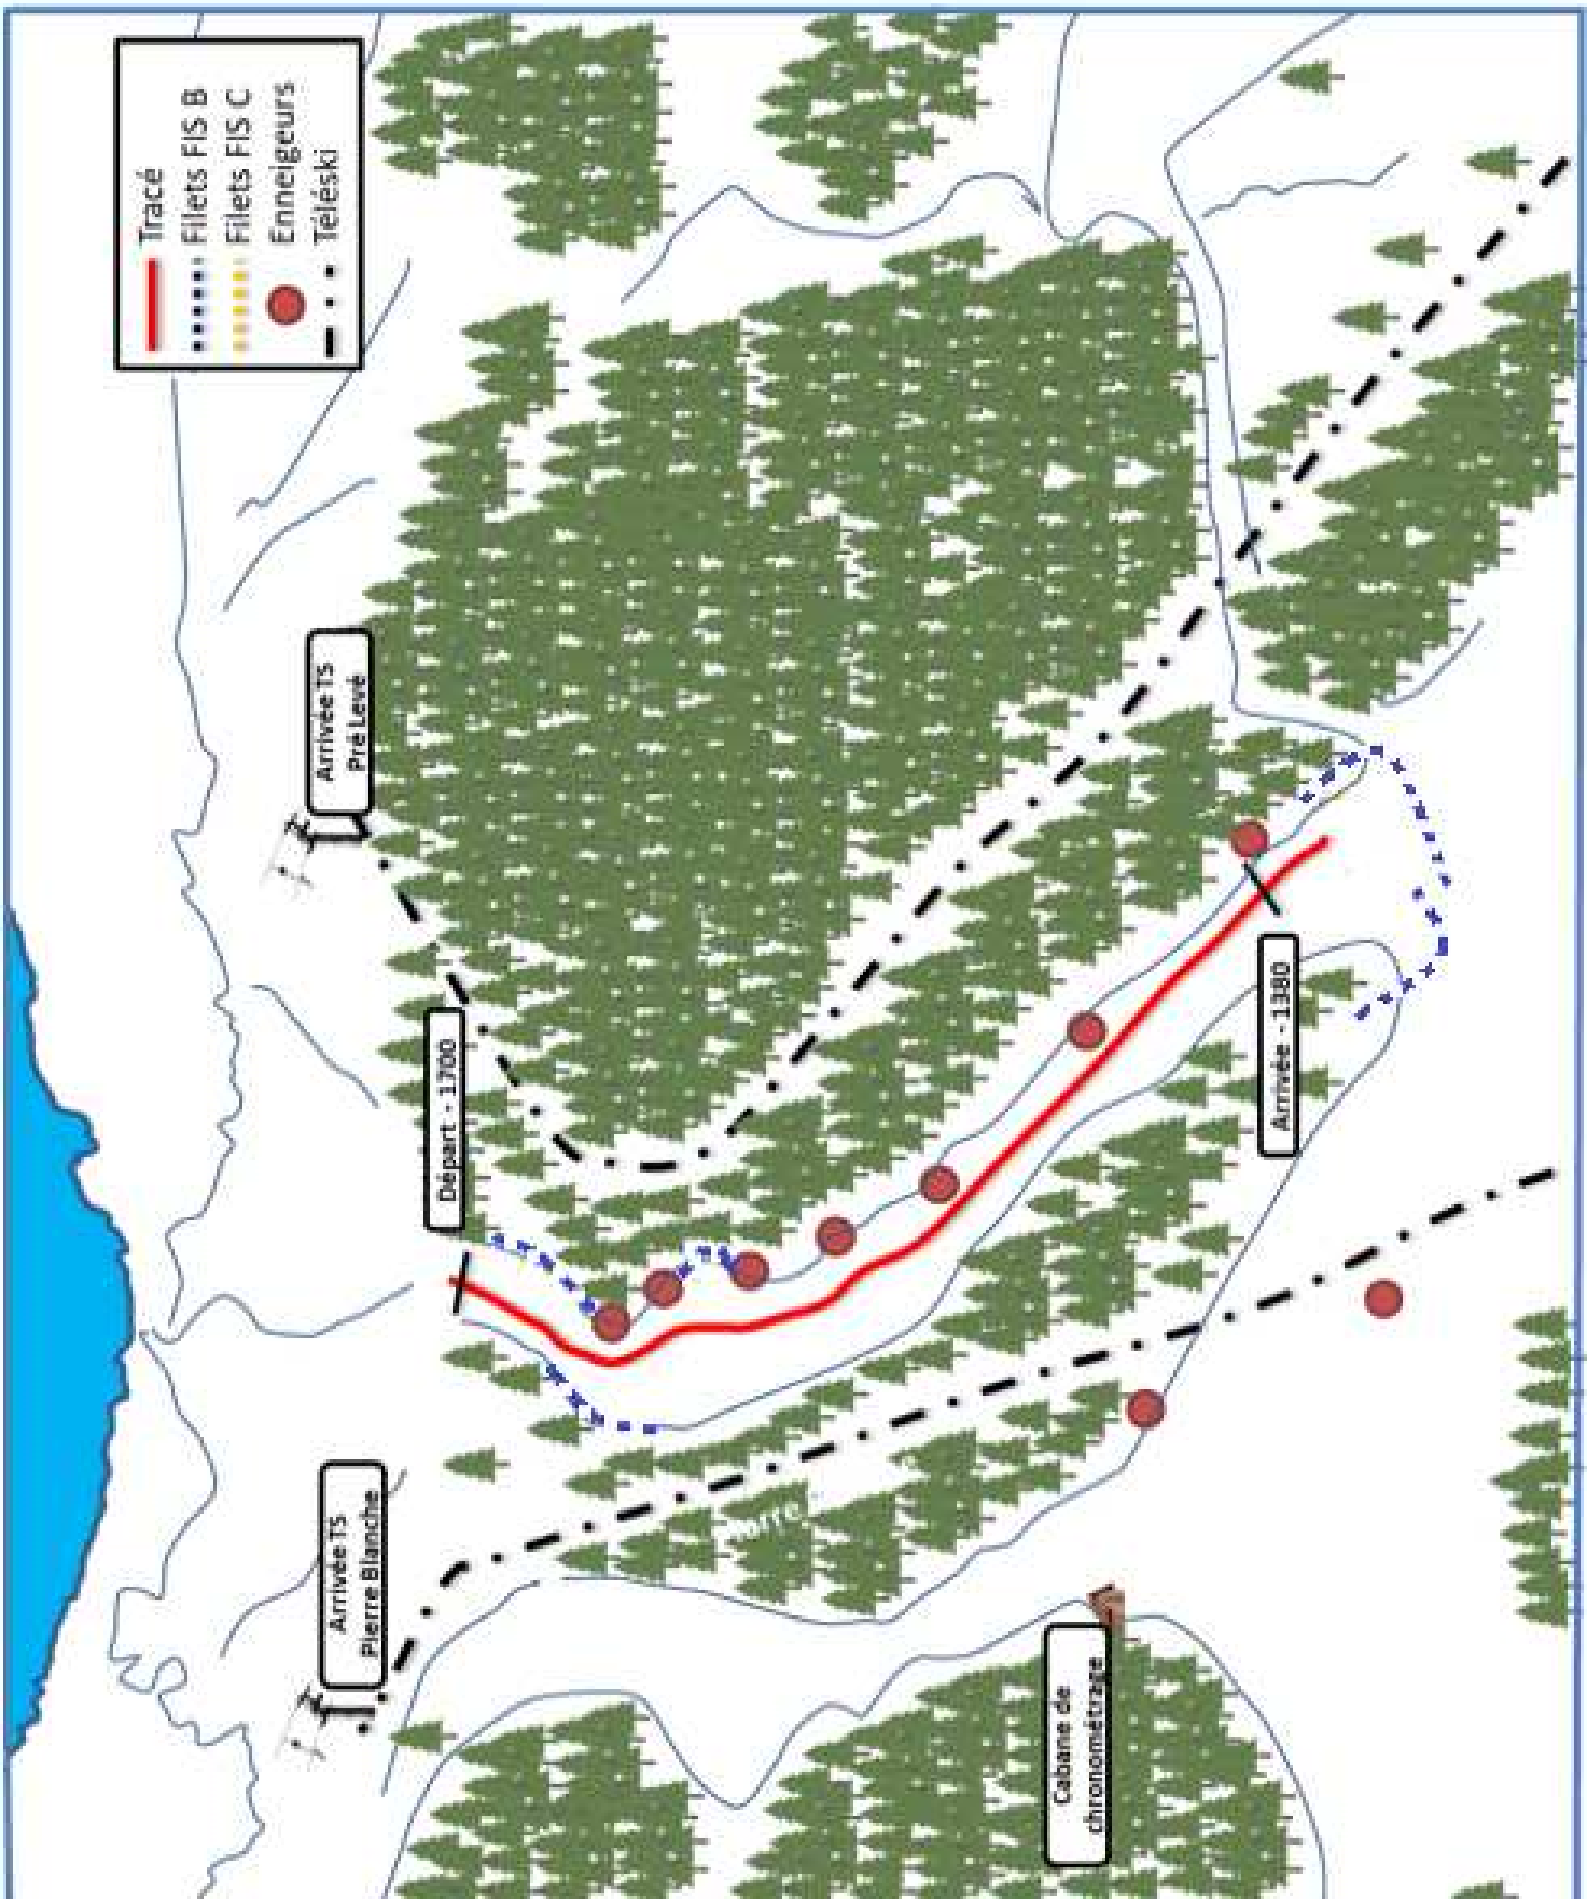 Tracé
Filets FIS B
Filets FIS C
Enneigeurs
Téléski
Arrivée TS
Pré Levé
Départ - 1700
Arrivée - 1380
Arrivée TS
Pierre Blanche
Cabane de
chronométrage